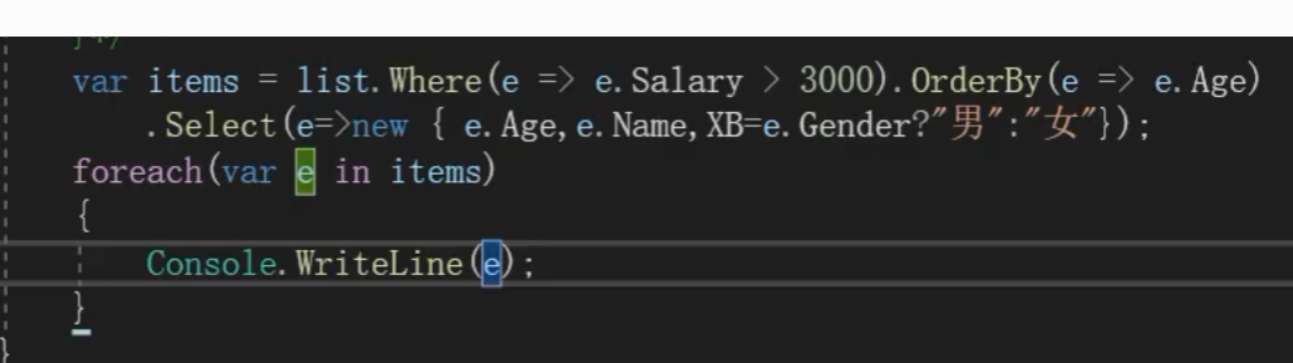 var items = list.Where(e => e.Salary > 3000).OrderBy(e => e.Age)
.Select(e=>new { e.Age,e.Name,XB=e.Gender?"男":"女"});
foreach(var e in items)
{
Console.WriteLine(e);
}
}